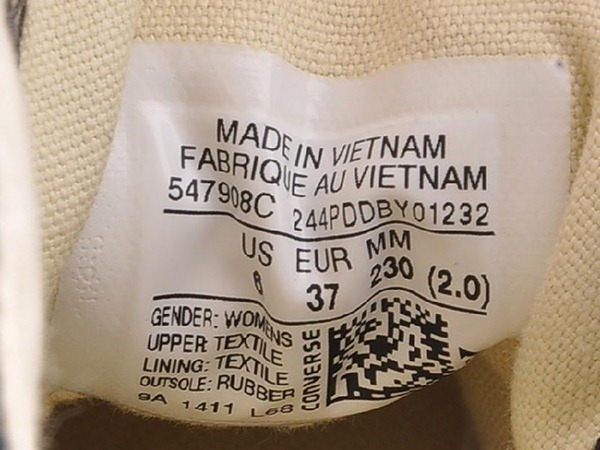 MADE IN VIETNAM
FABRIQUE AU VIETNAM
547908C 244PDDBY01232
US EUR MM
6 37 230 (2.0)
GENDER: WOMENS
UPPER: TEXTILE
LINING: TEXTILE
OUTSOLE: RUBBER
9A 1411 L68
CONVERSE